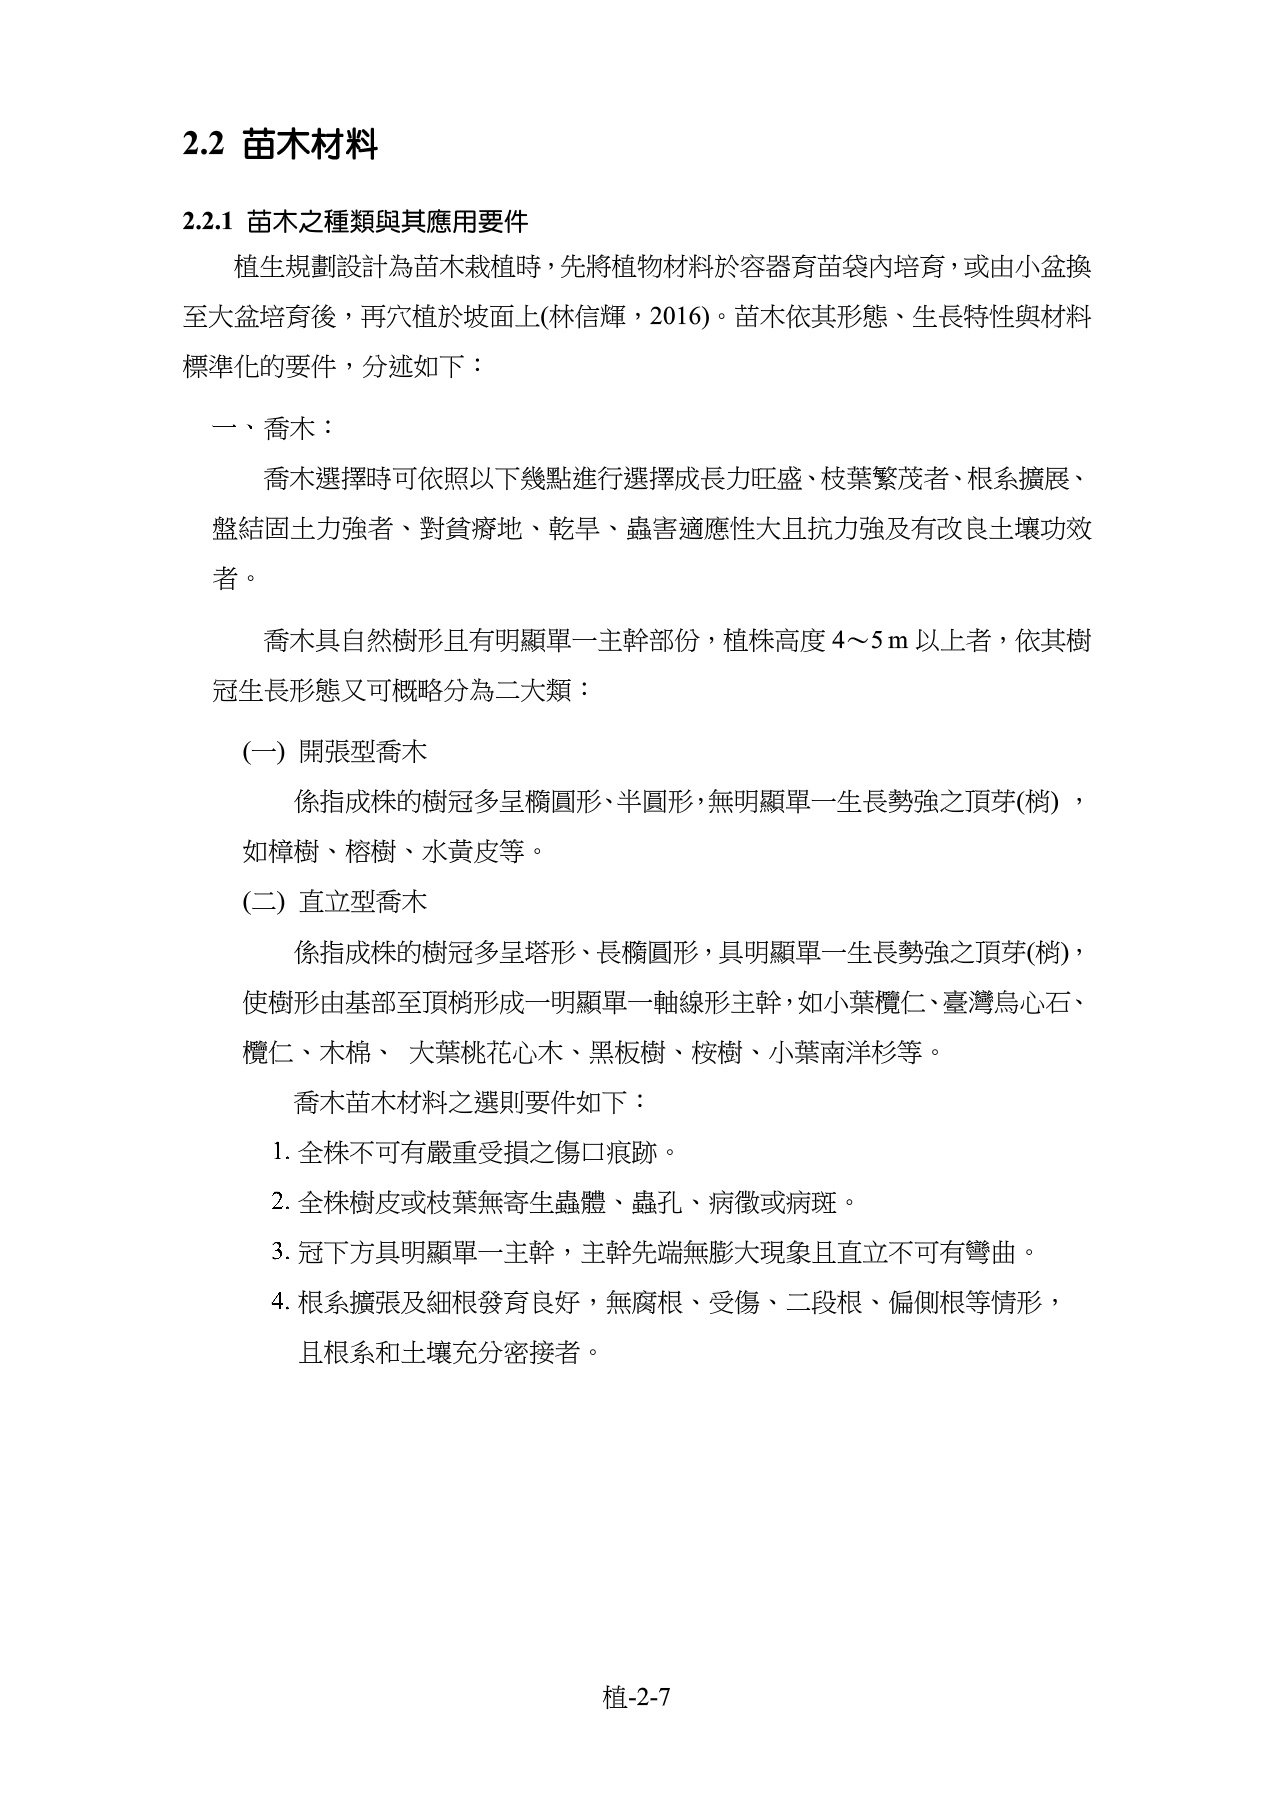 2.2 苗木材料
2.2.1 苗木之種類與其應用要件
植生規劃設計為苗木栽植時，先將植物材料於容器育苗袋內培育，或由小盆換
至大盆培育後，再穴植於坡面上(林信輝，2016)。苗木依其形態、生長特性與材料
標準化的要件，分述如下：
一、喬木：
喬木選擇時可依照以下幾點進行選擇成長力旺盛、枝葉繁茂者、根系擴展、
盤結固土力強者、對貧瘠地、乾旱、蟲害適應性大且抗力強及有改良土壤功效
者。
喬木具自然樹形且有明顯單一主幹部份，植株高度 4～5 m 以上者，依其樹
冠生長形態又可概略分為二大類：
(一) 開張型喬木
係指成株的樹冠多呈橢圓形、半圓形，無明顯單一生長勢強之頂芽(梢) ，
如樟樹、榕樹、水黃皮等。
(二) 直立型喬木
係指成株的樹冠多呈塔形、長橢圓形，具明顯單一生長勢強之頂芽(梢)，
使樹形由基部至頂梢形成一明顯單一軸線形主幹，如小葉欖仁、臺灣烏心石、
欖仁、木棉、 大葉桃花心木、黑板樹、桉樹、小葉南洋杉等。
喬木苗木材料之選則要件如下：
1. 全株不可有嚴重受損之傷口痕跡。
2. 全株樹皮或枝葉無寄生蟲體、蟲孔、病徵或病斑。
3. 冠下方具明顯單一主幹，主幹先端無膨大現象且直立不可有彎曲。
4. 根系擴張及細根發育良好，無腐根、受傷、二段根、偏側根等情形，
且根系和土壤充分密接者。
植-2-7